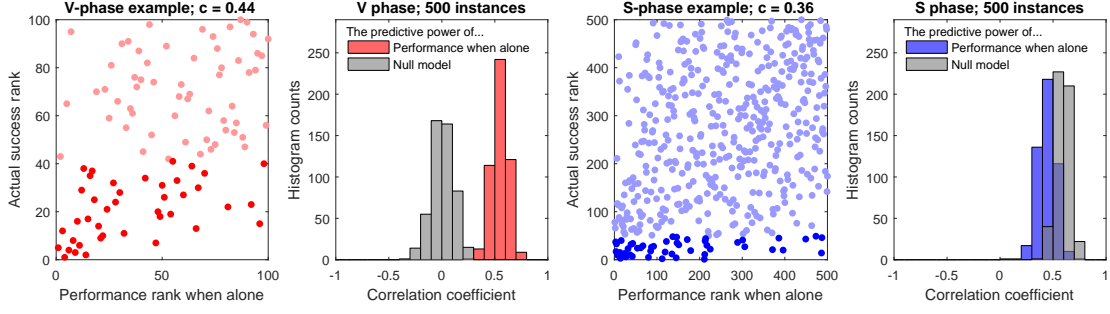 V-phase example; c = 0.44
Actual success rank
100
80
60
40
20
0
0
50
100
Performance rank when alone
V phase; 500 instances
The predictive power of...
Performance when alone
Null model
Histogram counts
250
200
150
100
50
0
-1
-0.5
0
0.5
1
Correlation coefficient
S-phase example; c = 0.36
Actual success rank
500
400
300
200
100
0
0
100
200
300
400
500
Performance rank when alone
S phase; 500 instances
The predictive power of...
Performance when alone
Null model
Histogram counts
250
200
150
100
50
0
-1
-0.5
0
0.5
1
Correlation coefficient